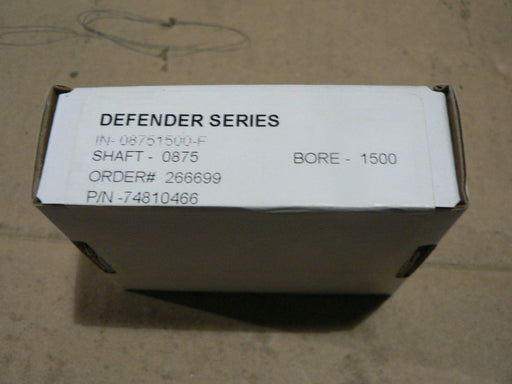 DEFENDER SERIES
IN- 08751500-F
SHAFT - 0875 BORE - 1500
ORDER# 266699
P/N -74810466